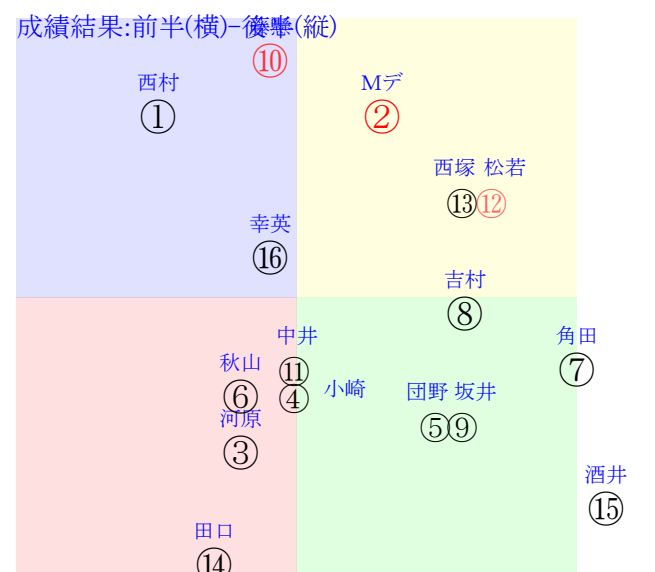 成績結果:前半(横)-後半(縦)
⑩
西村 Mデ
① ②
西塚 松若
⑬⑫
幸英
⑯
吉村
⑧
中井 角田
⑪ ⑦
秋山 小崎 団野 坂井
⑥ ④
河原 ⑤⑨
③
酒井
⑮
田口
⑭